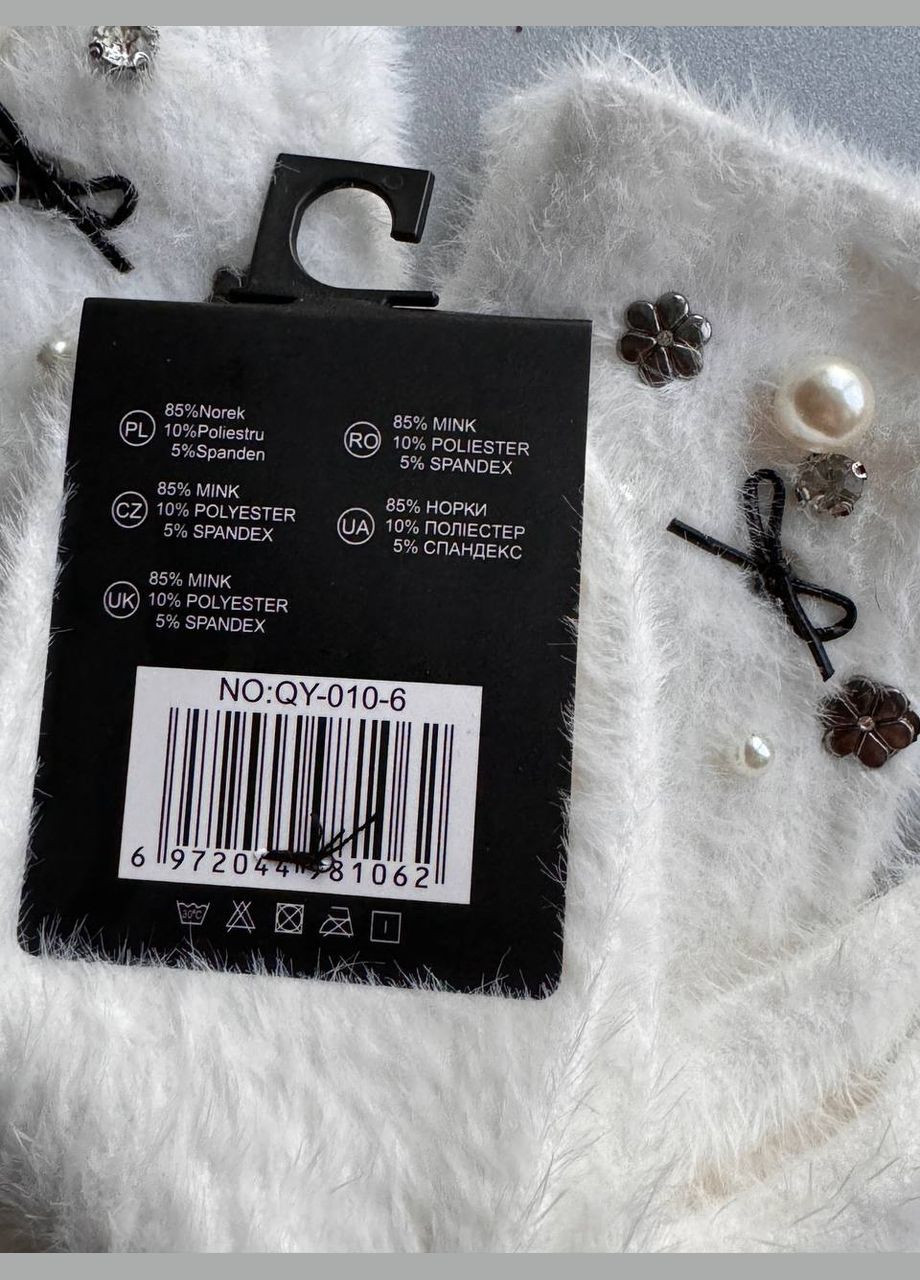 PL
85%Norek
10%Poliestru
5%Spanden
RO
85% MINK
10% POLIESTER
5% SPANDEX
CZ
85% MINK
10% POLYESTER
5% SPANDEX
UA
85% НОРКИ
10% ПОЛІЕСТЕР
5% СПАНДЕКС
UK
85% MINK
10% POLYESTER
5% SPANDEX
NO:QY-010-6
6 972044 981062
30°C